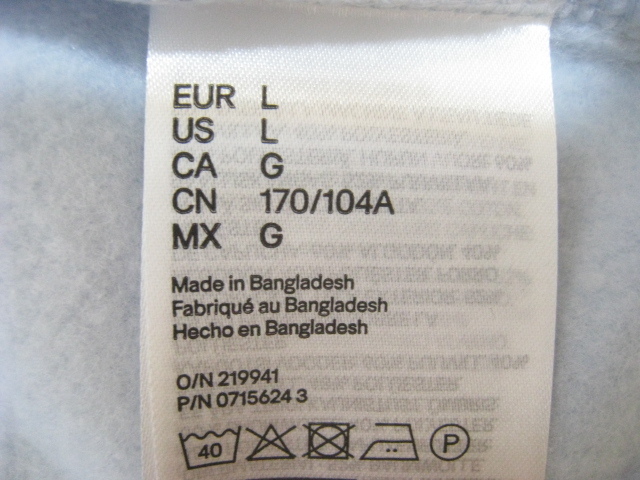 EUR L
US L
CA G
CN 170/104A
MX G
Made in Bangladesh
Fabriqué au Bangladesh
Hecho en Bangladesh
O/N 219941
P/N 0715624 3
40 P